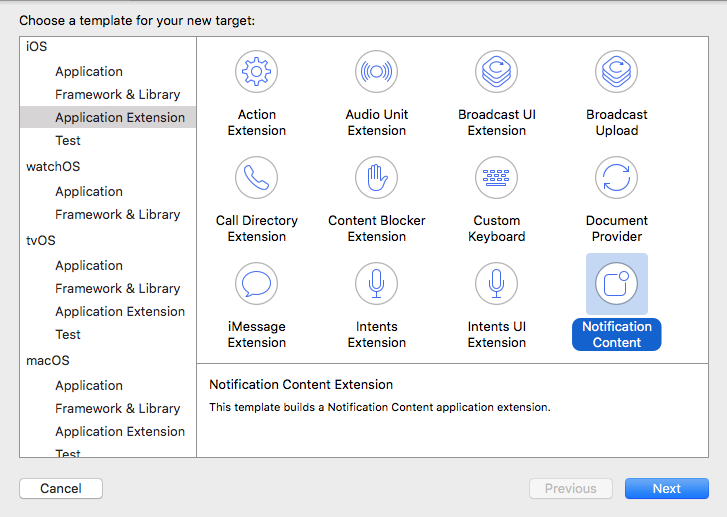 Choose a template for your new target:
iOS
Application
Framework & Library
Application Extension
Test
watchOS
Application
Framework & Library
tvOS
Application
Framework & Library
Application Extension
Test
macOS
Application
Framework & Library
Application Extension
Test
Action
Extension
Audio Unit
Extension
Broadcast UI
Extension
Broadcast
Upload
Call Directory
Extension
Content Blocker
Extension
Custom
Keyboard
Document
Provider
iMessage
Extension
Intents
Extension
Intents UI
Extension
Notification
Content
Notification Content Extension
This template builds a Notification Content application extension.
Cancel
Previous
Next